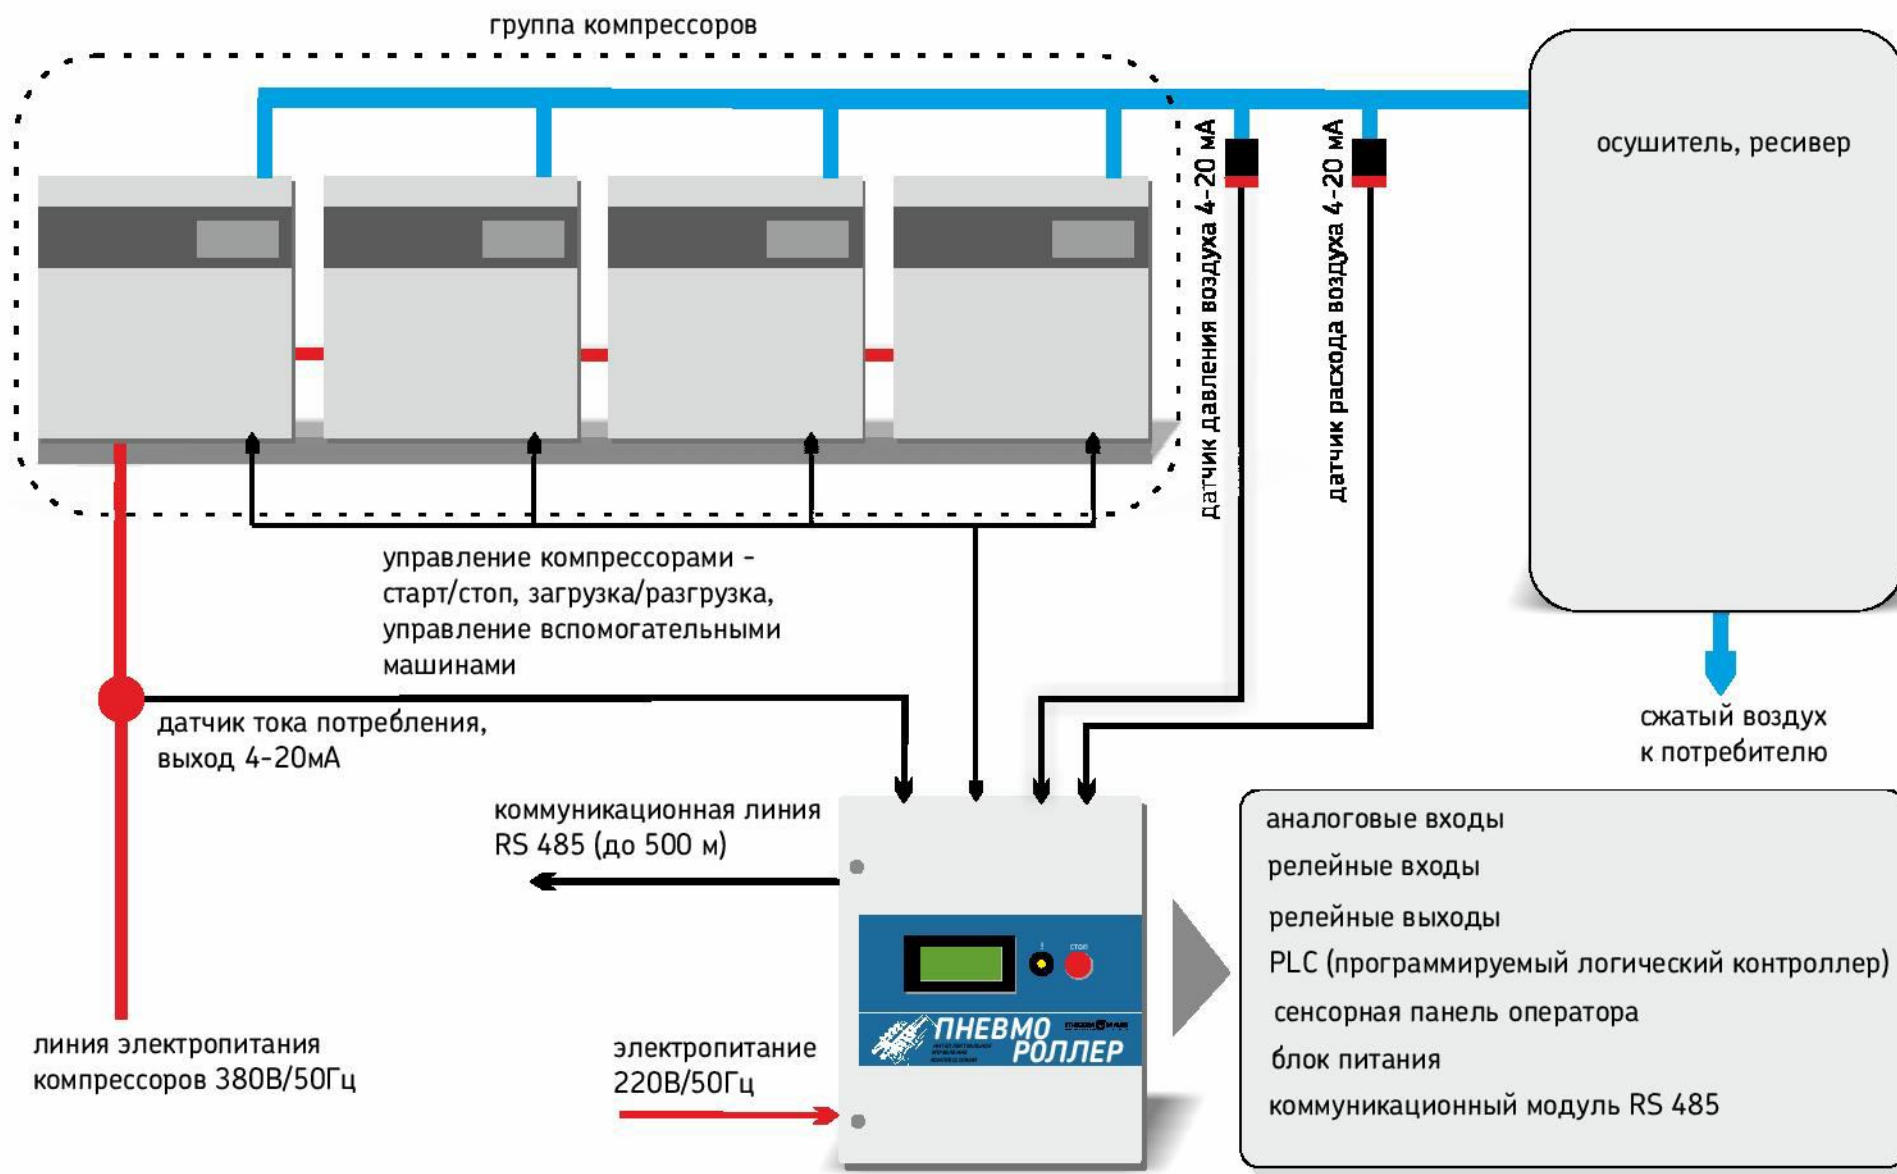 группа компрессоров
осушитель, ресивер
датчик давления воздуха 4-20 мА
датчик расхода воздуха 4-20 мА
управление компрессорами -
старт/стоп, загрузка/разгрузка,
управление вспомогательными
машинами
датчик тока потребления,
выход 4-20мА
сжатый воздух
к потребителю
коммуникационная линия
RS 485 (до 500 м)
аналоговые входы
релейные входы
релейные выходы
PLC (программируемый логический контроллер)
сенсорная панель оператора
блок питания
коммуникационный модуль RS 485
! стоп
ПНЕВМО
РОЛЛЕР
линия электропитания
компрессоров 380В/50Гц
электропитание
220В/50Гц